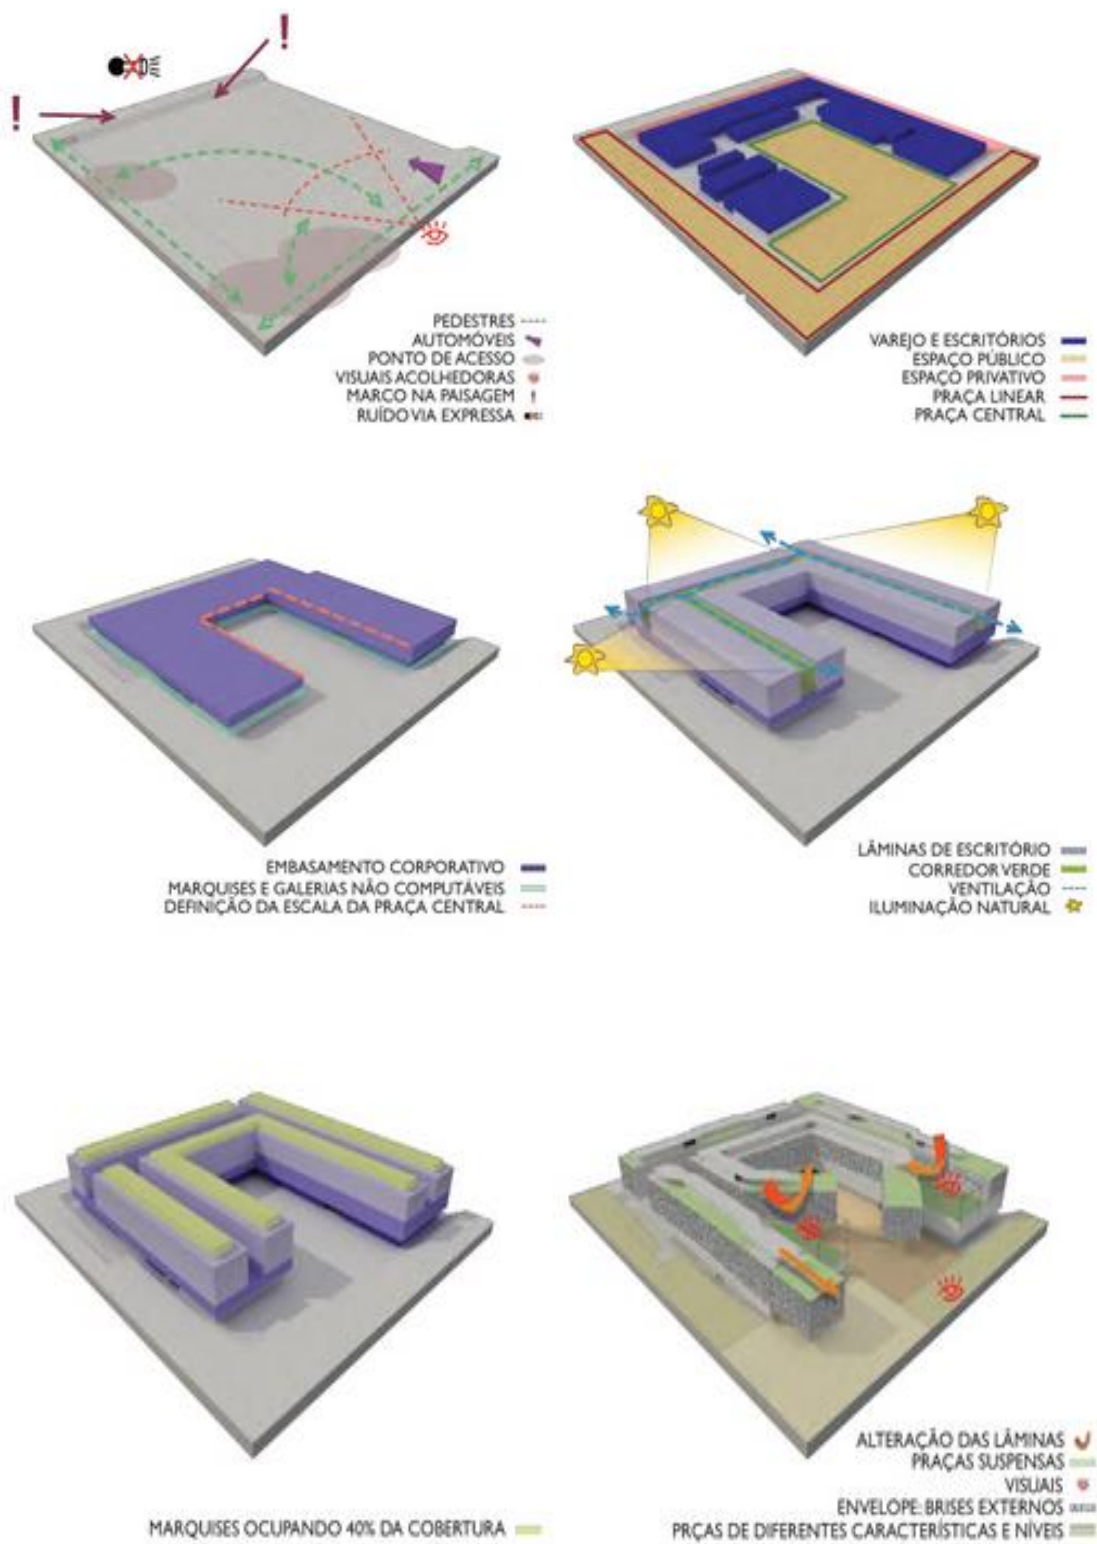 PEDESTRES
AUTOMÓVEIS
PONTO DE ACESSO
VISUAIS ACOLHEDORAS
MARCO NA PAISAGEM
RUÍDO VIA EXPRESSA
VAREJO E ESCRITÓRIOS
ESPAÇO PÚBLICO
ESPAÇO PRIVATIVO
PRAÇA LINEAR
PRAÇA CENTRAL
EMBASAMENTO CORPORATIVO
MARQUISES E GALERIAS NÃO COMPUTÁVEIS
DEFINIÇÃO DA ESCALA DA PRAÇA CENTRAL
LÂMINAS DE ESCRITÓRIO
CORREDOR VERDE
VENTILAÇÃO
ILUMINAÇÃO NATURAL
MARQUISES OCUPANDO 40% DA COBERTURA
ALTERAÇÃO DAS LÂMINAS
PRAÇAS SUSPENSAS
VISUAIS
ENVELOPE: BRISES EXTERNOS
PRÇAS DE DIFERENTES CARACTERÍSTICAS E NÍVEIS